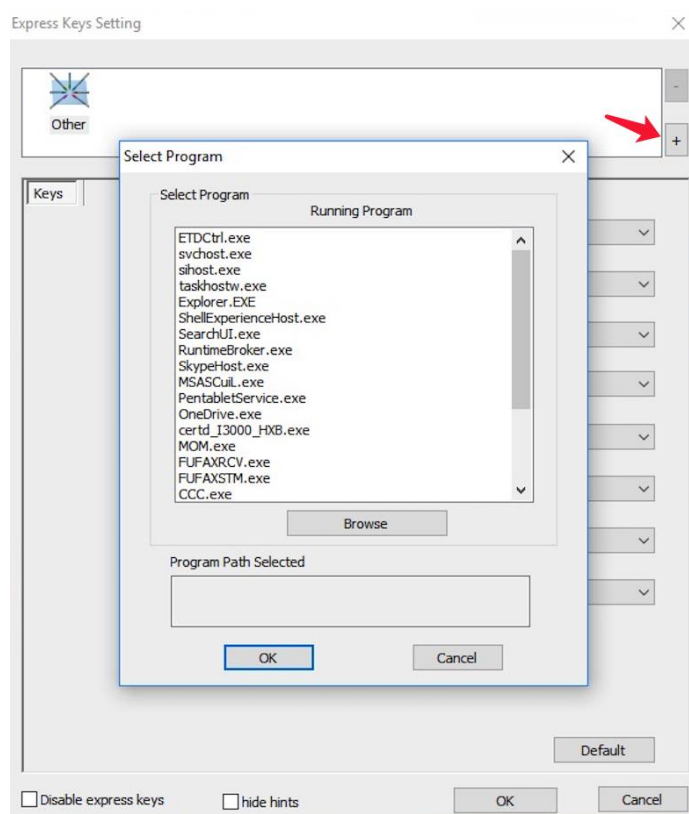 Express Keys Setting
Other
-
+
Select Program
Keys
Select Program
Running Program
ETDCtrl.exe
svchost.exe
sihost.exe
taskhostw.exe
Explorer.EXE
ShellExperienceHost.exe
SearchUI.exe
RuntimeBroker.exe
SkypeHost.exe
MSASCuiL.exe
PentabletService.exe
OneDrive.exe
certd_I3000_HXB.exe
MOM.exe
FUFAXRCV.exe
FUFAXSTM.exe
CCC.exe
Browse
Program Path Selected
OK Cancel
Default
Disable express keys hide hints OK Cancel